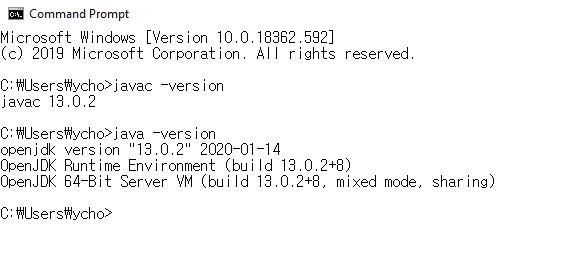 Command Prompt
Microsoft Windows [Version 10.0.18362.592]
(c) 2019 Microsoft Corporation. All rights reserved.
C:₩Users₩ycho>javac -version
javac 13.0.2
C:₩Users₩ycho>java -version
openjdk version "13.0.2" 2020-01-14
OpenJDK Runtime Environment (build 13.0.2+8)
OpenJDK 64-Bit Server VM (build 13.0.2+8, mixed mode, sharing)
C:₩Users₩ycho>